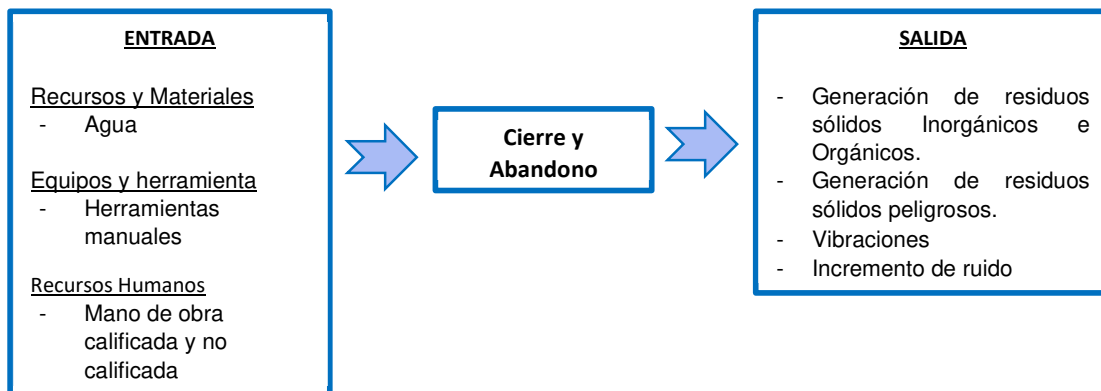 ENTRADA
Recursos y Materiales
- Agua
Equipos y herramienta
- Herramientas
manuales
Recursos Humanos
- Mano de obra
calificada y no
calificada
Cierre y
Abandono
SALIDA
- Generación de residuos
sólidos Inorgánicos e
Orgánicos.
- Generación de residuos
sólidos peligrosos.
- Vibraciones
- Incremento de ruido